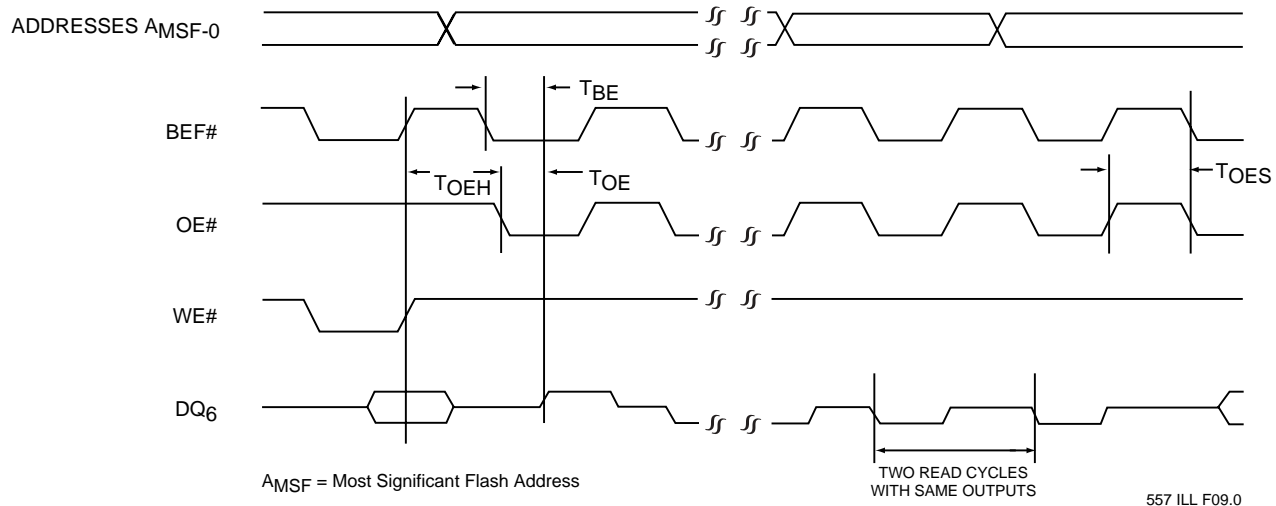 ADDRESSES AMSF-0
TBE
BEF#
TOEH
TOE
TOES
OE#
WE#
DQ6
AMSF = Most Significant Flash Address
TWO READ CYCLES
WITH SAME OUTPUTS
557 ILL F09.0